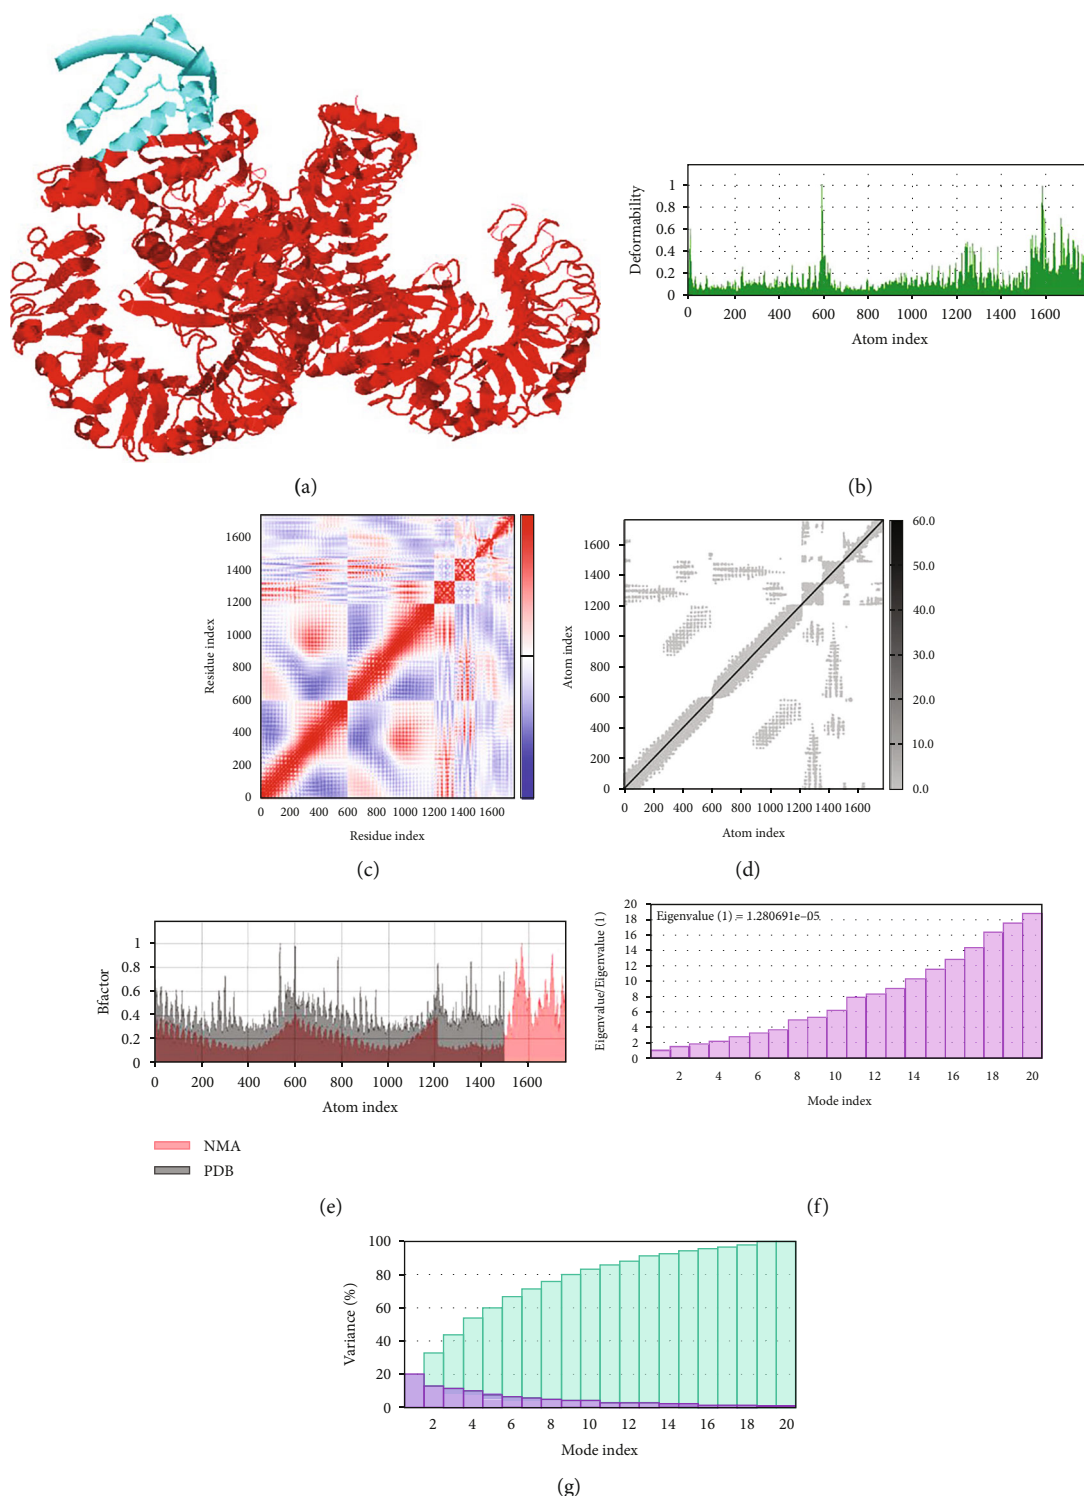 (a)
Deformability
1
0.8
0.6
0.4
0.2
0
0 200 400 600 800 1000 1200 1400 1600
Atom index
(b)
Residue index
1600
1400
1200
1000
800
600
400
200
0
0 200 400 600 800 1000 1200 1400 1600
Residue index
(c)
Atom index
1600
1400
1200
1000
800
600
400
200
0
0 200 400 600 800 1000 1200 1400 1600
Atom index
60.0
50.0
40.0
30.0
20.0
10.0
0.0
(d)
Bfactor
1
0.8
0.6
0.4
0.2
0
0 200 400 600 800 1000 1200 1400 1600
Atom index
NMA
PDB
(e)
Eigenvalue/Eigenvalue (1)
20
18
16
14
12
10
8
6
4
2
0
Eigenvalue (1) = 1.280691e−05
2 4 6 8 10 12 14 16 18 20
Mode index
(f)
Variance (%)
100
80
60
40
20
0
2 4 6 8 10 12 14 16 18 20
Mode index
(g)